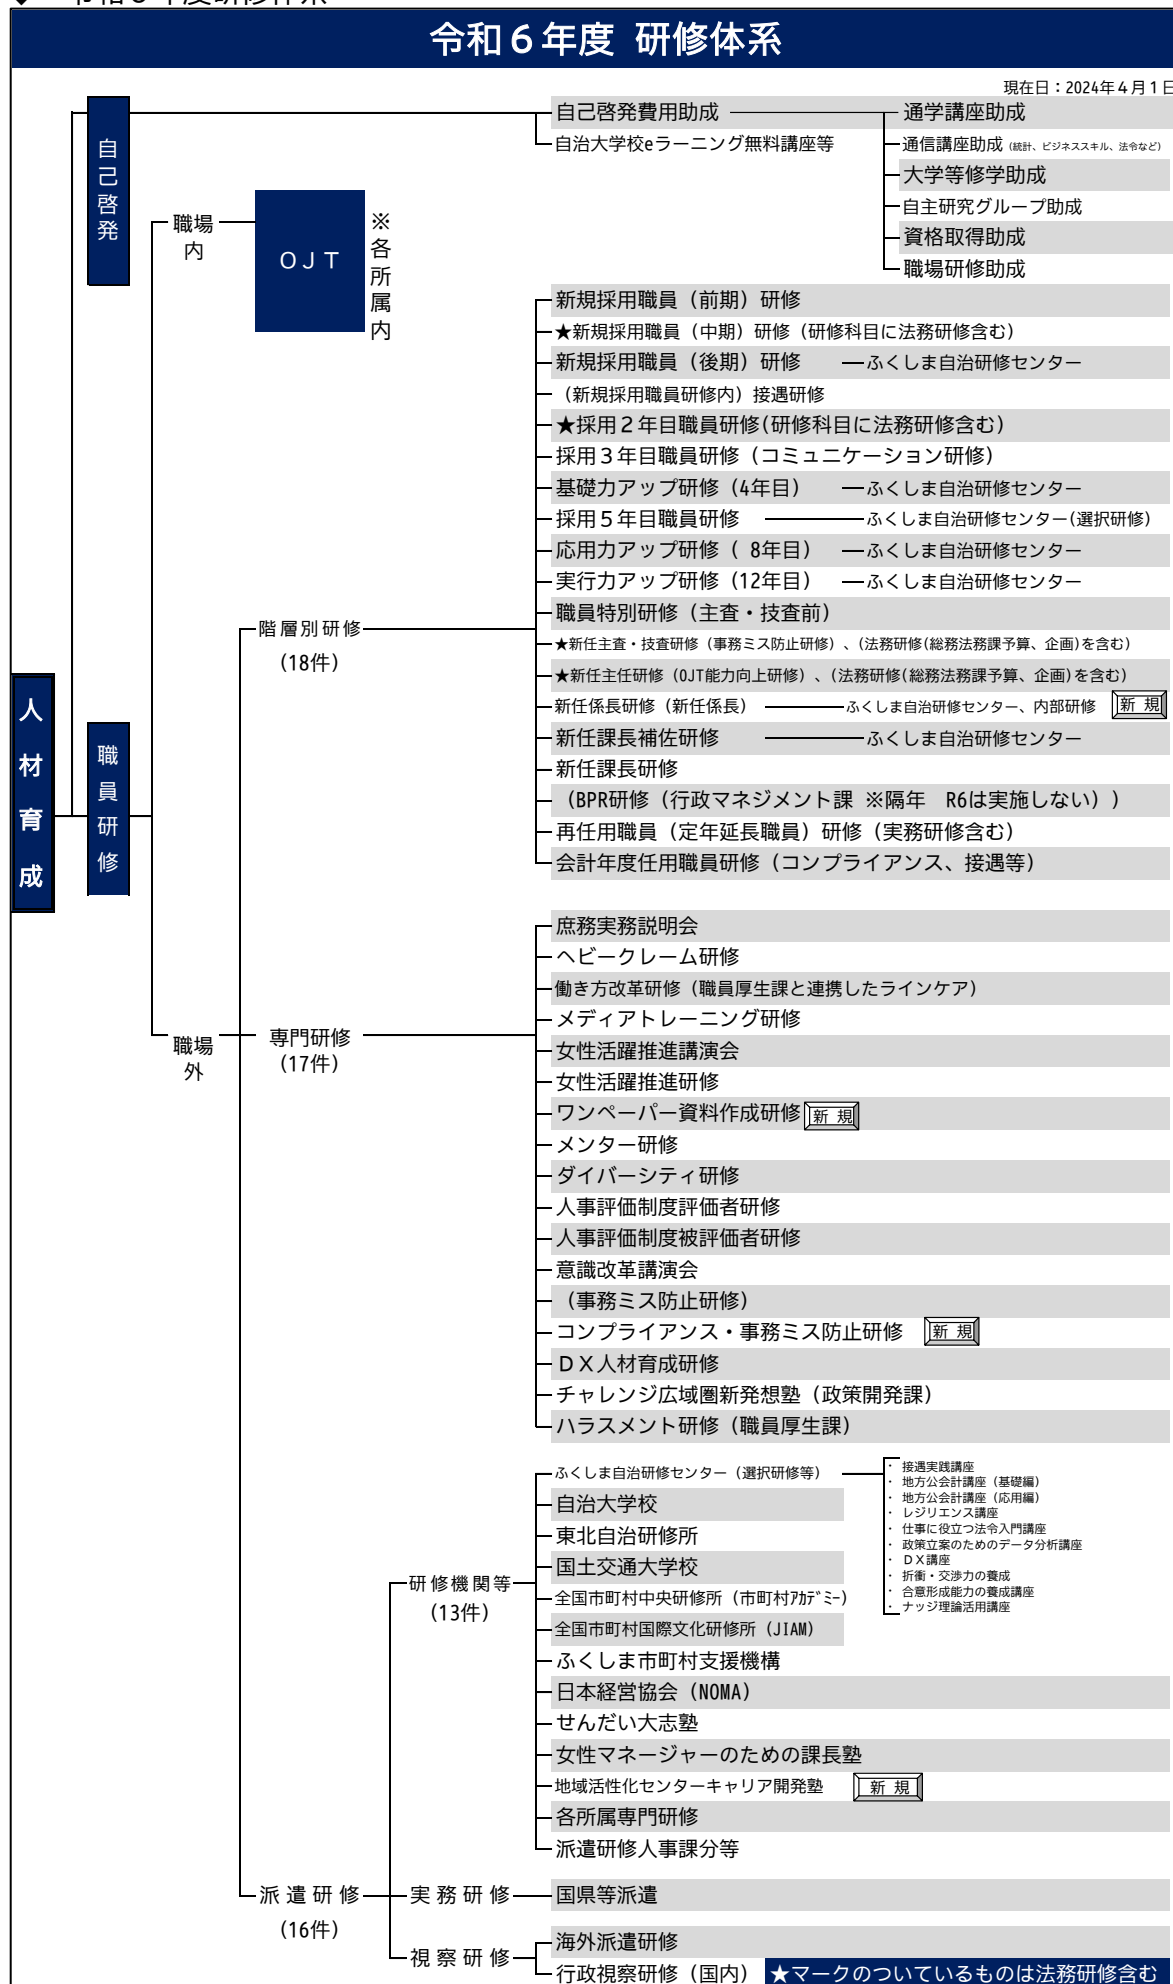 令和６年度 研修体系
現在日：2024年４月１日
自己啓発
自己啓発費用助成
自治大学校eラーニング無料講座等
通学講座助成
通信講座助成（統計、ビジネススキル、法令など）
大学等修学助成
自主研究グループ助成
資格取得助成
職場研修助成
職場
内
ＯＪＴ
※各所属内
人材育成
職員研修
階層別研修
(18件)
新規採用職員（前期）研修
★新規採用職員（中期）研修（研修科目に法務研修含む）
新規採用職員（後期）研修 ―ふくしま自治研修センター
（新規採用職員研修内）接遇研修
★採用２年目職員研修(研修科目に法務研修含む)
採用３年目職員研修（コミュニケーション研修）
基礎力アップ研修（4年目） ―ふくしま自治研修センター
採用５年目職員研修 ―ふくしま自治研修センター(選択研修)
応用力アップ研修（ 8年目） ―ふくしま自治研修センター
実行力アップ研修（12年目） ―ふくしま自治研修センター
職員特別研修（主査・技査前）
★新任主査・技査研修（事務ミス防止研修）、（法務研修(総務法務課予算、企画)を含む）
★新任主任研修（OJT能力向上研修）、（法務研修(総務法務課予算、企画)を含む）
新任係長研修（新任係長） ―ふくしま自治研修センター、内部研修 新規
新任課長補佐研修 ―ふくしま自治研修センター
新任課長研修
（BPR研修（行政マネジメント課 ※隔年　R6は実施しない））
再任用職員（定年延長職員）研修（実務研修含む）
会計年度任用職員研修（コンプライアンス、接遇等）
職場
外
専門研修
(17件)
庶務実務説明会
ヘビークレーム研修
働き方改革研修（職員厚生課と連携したラインケア）
メディアトレーニング研修
女性活躍推進講演会
女性活躍推進研修
ワンペーパー資料作成研修 新規
メンター研修
ダイバーシティ研修
人事評価制度評価者研修
人事評価制度被評価者研修
意識改革講演会
（事務ミス防止研修）
コンプライアンス・事務ミス防止研修 新規
ＤＸ人材育成研修
チャレンジ広域圏新発想塾（政策開発課）
ハラスメント研修（職員厚生課）
派遣研修
(16件)
研修機関等
(13件)
ふくしま自治研修センター（選択研修等）
・ 接遇実践講座
・ 地方公会計講座（基礎編）
・ 地方公会計講座（応用編）
・ レジリエンス講座
・ 仕事に役立つ法令入門講座
・ 政策立案のためのデータ分析講座
・ ＤＸ講座
・ 折衝・交渉力の養成
・ 合意形成能力の養成講座
・ ナッジ理論活用講座
自治大学校
東北自治研修所
国土交通大学校
全国市町村中央研修所（市町村ｱｶﾃﾞﾐｰ)
全国市町村国際文化研修所（JIAM）
ふくしま市町村支援機構
日本経営協会（NOMA）
せんだい大志塾
女性マネージャーのための課長塾
地域活性化センターキャリア開発塾 新規
各所属専門研修
派遣研修人事課分等
実務研修
国県等派遣
視察研修
海外派遣研修
行政視察研修（国内）
★マークのついているものは法務研修含む